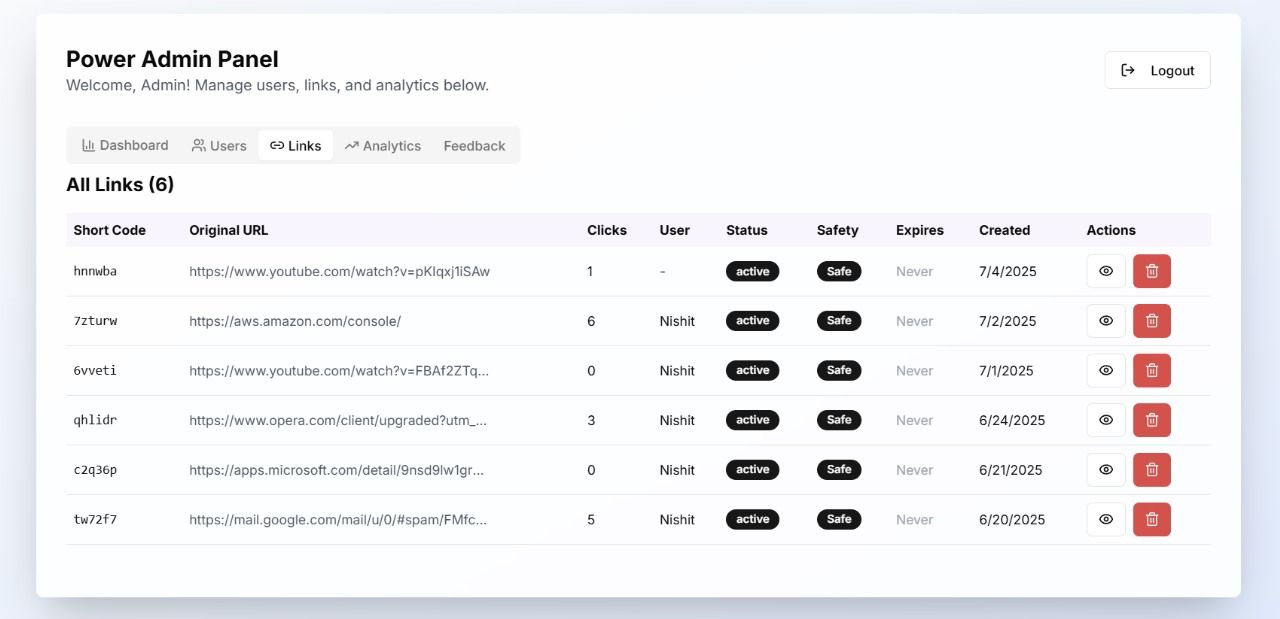 Power Admin Panel
Welcome, Admin! Manage users, links, and analytics below.
Logout
Dashboard Users Links Analytics Feedback
All Links (6)
Short Code Original URL Clicks User Status Safety Expires Created Actions
hnnwba https://www.youtube.com/watch?v=pKIqxj1iSAw 1 - active Safe Never 7/4/2025
7zturw https://aws.amazon.com/console/ 6 Nishit active Safe Never 7/2/2025
6vveti https://www.youtube.com/watch?v=FBAf2ZTq... 0 Nishit active Safe Never 7/1/2025
qhlidr https://www.opera.com/client/upgraded?utm_... 3 Nishit active Safe Never 6/24/2025
c2q36p https://apps.microsoft.com/detail/9nsd9lw1gr... 0 Nishit active Safe Never 6/21/2025
tw72f7 https://mail.google.com/mail/u/0/#spam/FMfc... 5 Nishit active Safe Never 6/20/2025